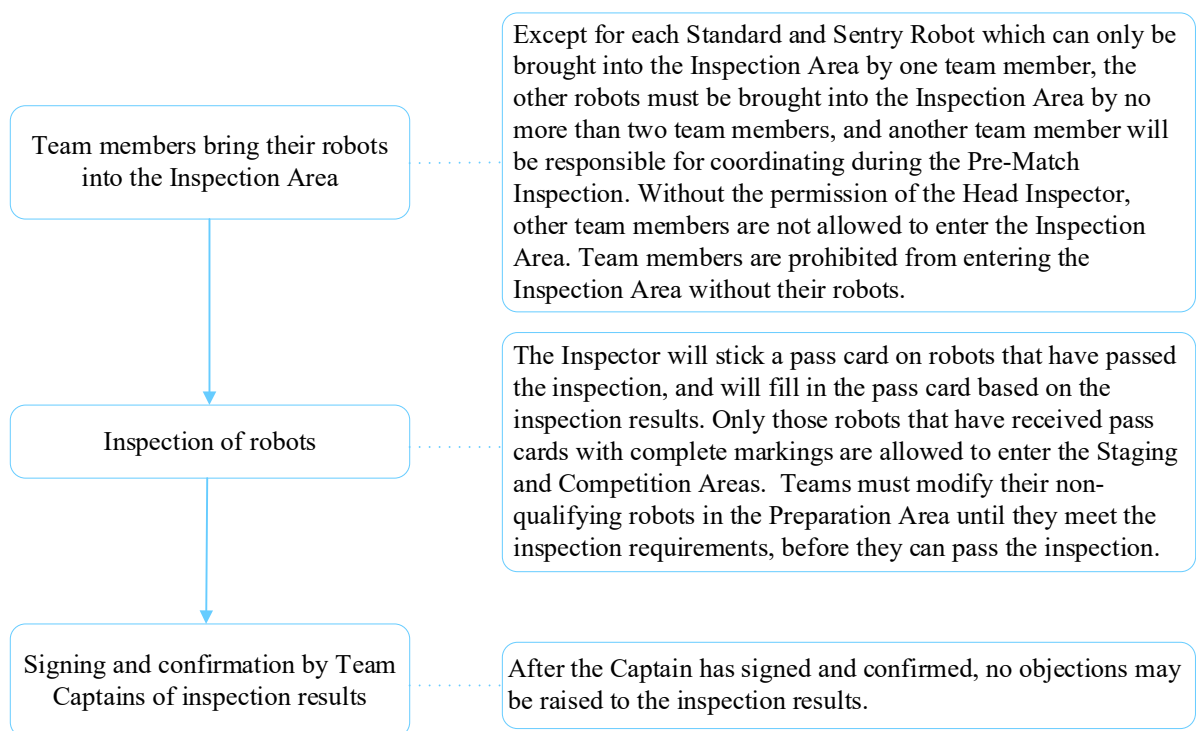 Team members bring their robots
into the Inspection Area
Except for each Standard and Sentry Robot which can only be
brought into the Inspection Area by one team member, the
other robots must be brought into the Inspection Area by no
more than two team members, and another team member will
be responsible for coordinating during the Pre-Match
Inspection. Without the permission of the Head Inspector,
other team members are not allowed to enter the Inspection
Area. Team members are prohibited from entering the
Inspection Area without their robots.
Inspection of robots
The Inspector will stick a pass card on robots that have passed
the inspection, and will fill in the pass card based on the
inspection results. Only those robots that have received pass
cards with complete markings are allowed to enter the Staging
and Competition Areas.  Teams must modify their non-
qualifying robots in the Preparation Area until they meet the
inspection requirements, before they can pass the inspection.
Signing and confirmation by Team
Captains of inspection results
After the Captain has signed and confirmed, no objections may
be raised to the inspection results.